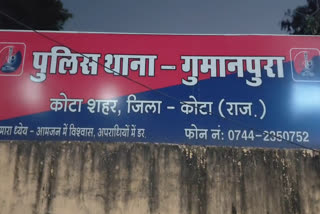 पुलिस थाना - गुमानपुरा
कोटा शहर, जिला - कोटा (राज.)
मारा ध्येय - आमजन में विश्वास, अपराधियों में डर. फोन नं: 0744-2350752